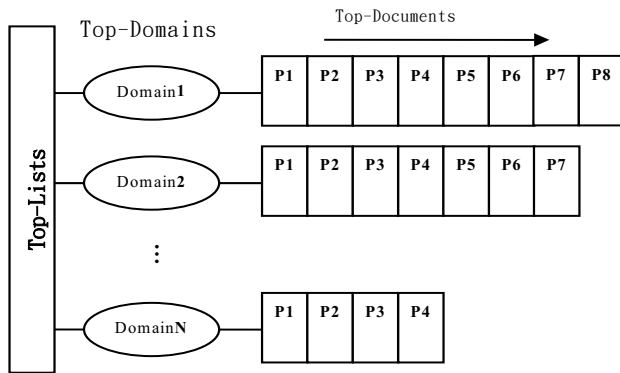 Top-Documents
Top-Domains
Top-Lists
Domain1 P1 P2 P3 P4 P5 P6 P7 P8
Domain2 P1 P2 P3 P4 P5 P6 P7
⋮
DomainN P1 P2 P3 P4